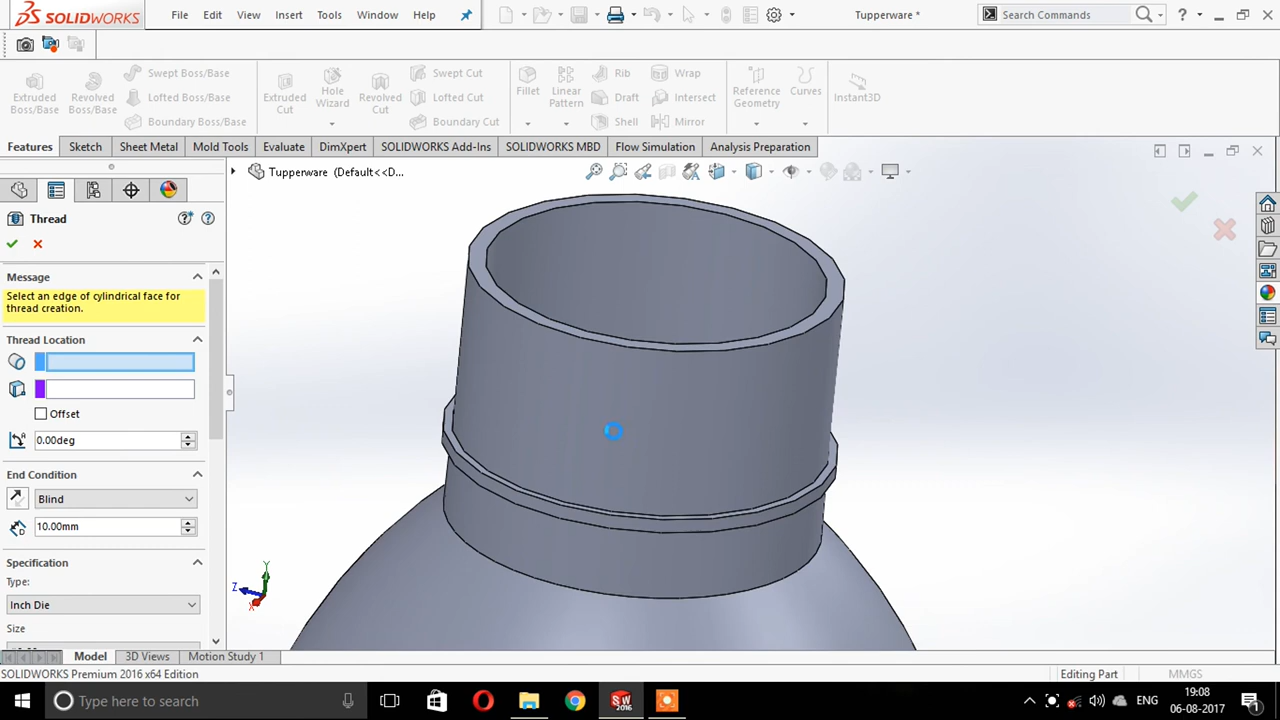 SOLIDWORKS File Edit View Insert Tools Window Help Tupperware * Search Commands ?
Extruded Boss/Base
Revolved Boss/Base
Swept Boss/Base
Lofted Boss/Base
Boundary Boss/Base
Extruded Cut
Hole Wizard
Revolved Cut
Swept Cut
Lofted Cut
Boundary Cut
Fillet
Linear Pattern
Rib
Draft
Shell
Wrap
Intersect
Mirror
Reference Geometry
Curves
Instant3D
Features Sketch Sheet Metal Mold Tools Evaluate DimXpert SOLIDWORKS Add-Ins SOLIDWORKS MBD Flow Simulation Analysis Preparation
Tupperware (Default<<D...
Thread
Message
Select an edge of cylindrical face for
thread creation.
Thread Location
Offset
0.00deg
End Condition
Blind
10.00mm
Specification
Type:
Inch Die
Size
Y
Z
X
Model 3D Views Motion Study 1
SOLIDWORKS Premium 2016 x64 Edition Editing Part MMGS
Type here to search
SW
2016
ENG
19:08
06-08-2017
1